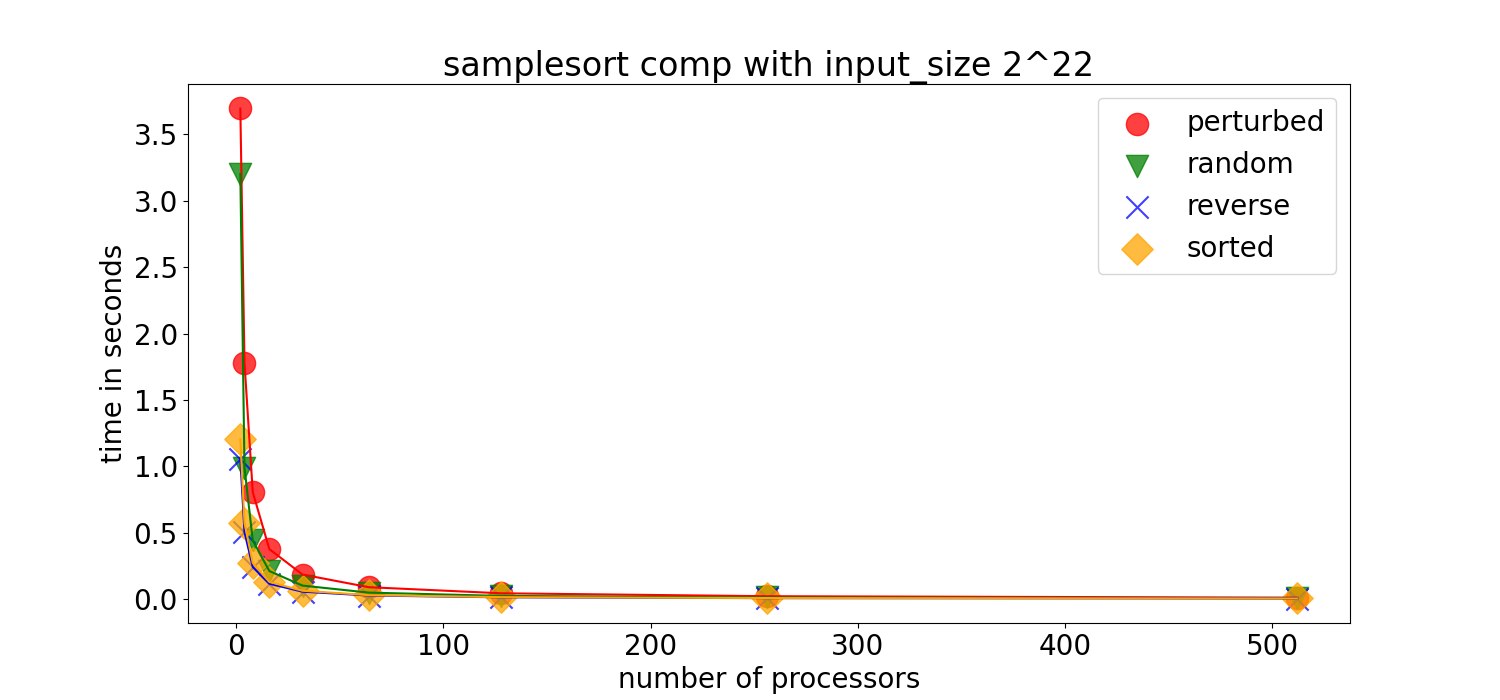 samplesort comp with input_size 2^22
perturbed
random
reverse
sorted
time in seconds
3.5
3.0
2.5
2.0
1.5
1.0
0.5
0.0
0 100 200 300 400 500
number of processors